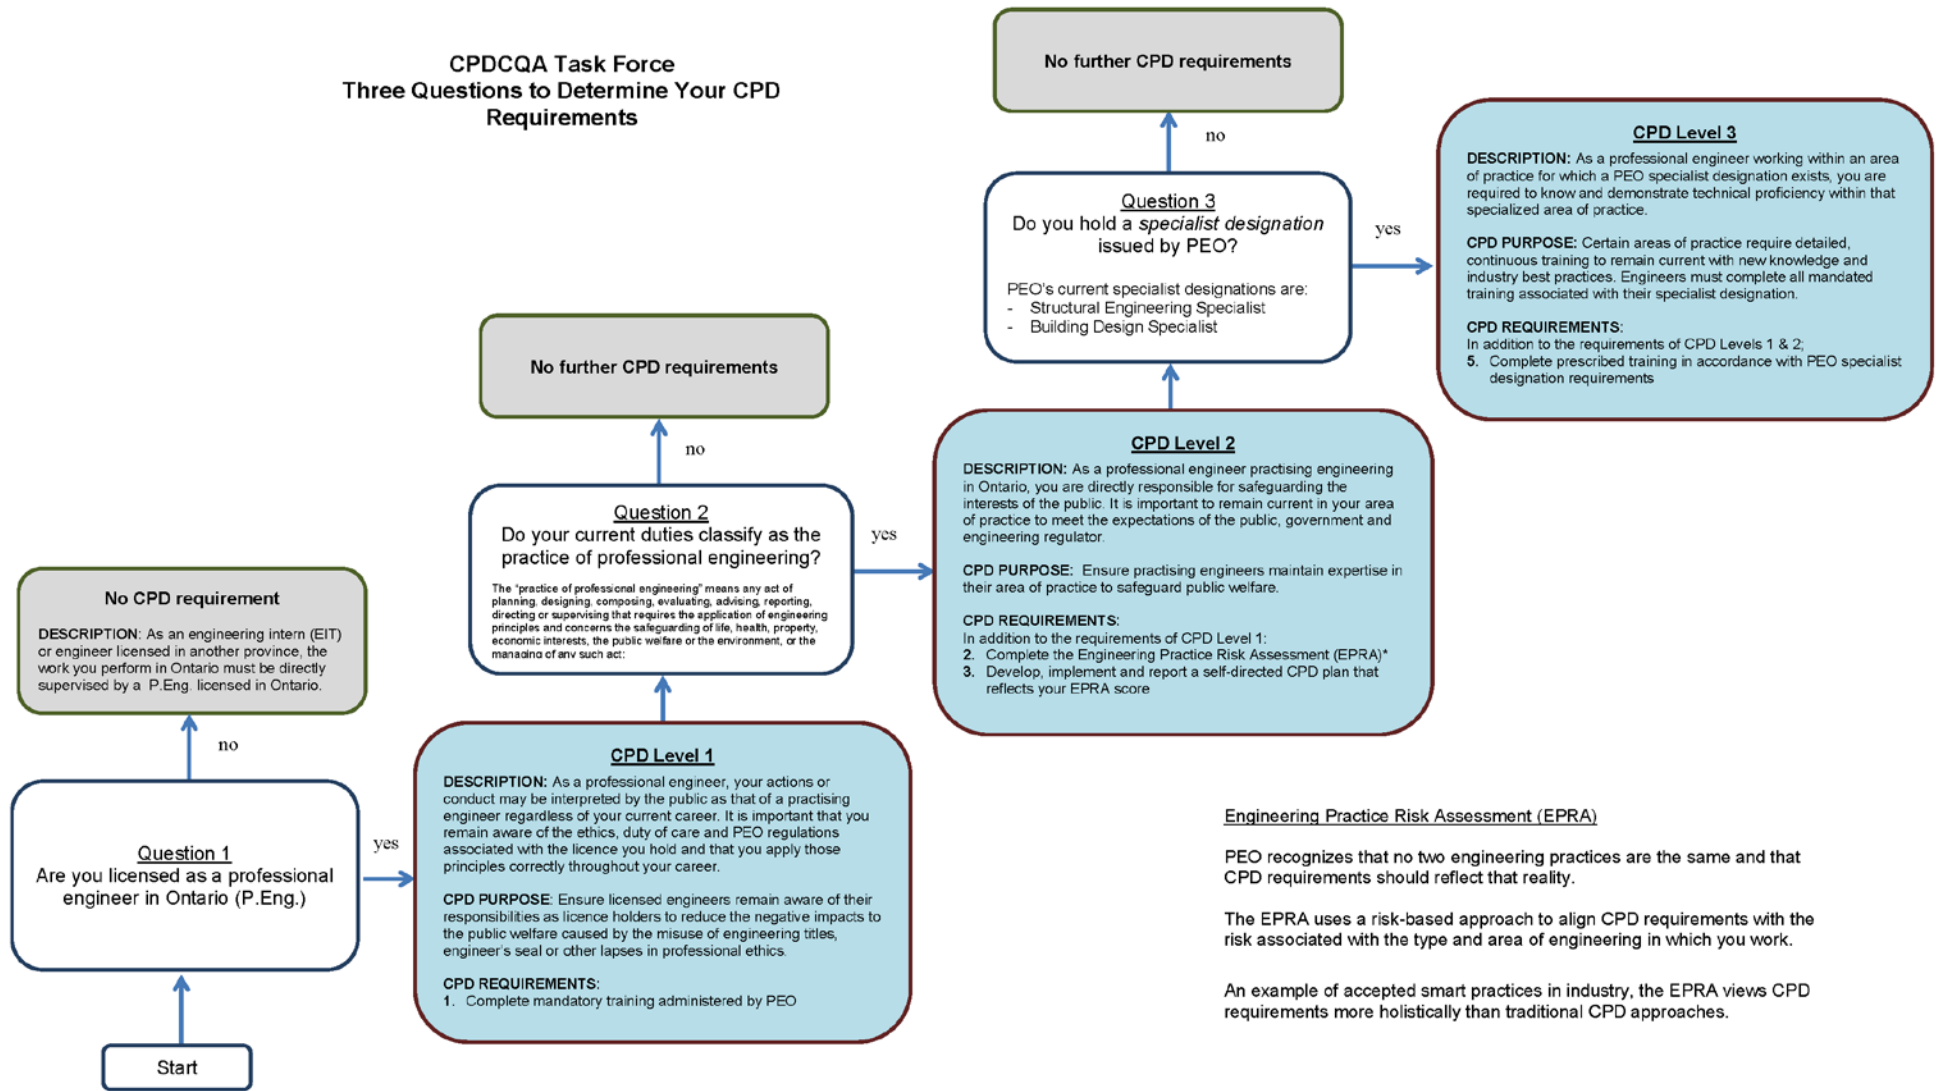 CPDCQA Task Force
Three Questions to Determine Your CPD
Requirements
No further CPD requirements
no
CPD Level 3
DESCRIPTION: As a professional engineer working within an area
of practice for which a PEO specialist designation exists, you are
required to know and demonstrate technical proficiency within that
specialized area of practice.
CPD PURPOSE: Certain areas of practice require detailed,
continuous training to remain current with new knowledge and
industry best practices. Engineers must complete all mandated
training associated with their specialist designation.
CPD REQUIREMENTS:
In addition to the requirements of CPD Levels 1 & 2;
5. Complete prescribed training in accordance with PEO specialist
designation requirements
Question 3
Do you hold a specialist designation
issued by PEO?
PEO's current specialist designations are:
- Structural Engineering Specialist
- Building Design Specialist
yes
No further CPD requirements
no
CPD Level 2
DESCRIPTION: As a professional engineer practising engineering
in Ontario, you are directly responsible for safeguarding the
interests of the public. It is important to remain current in your area
of practice to meet the expectations of the public, government and
engineering regulator.
CPD PURPOSE: Ensure practising engineers maintain expertise in
their area of practice to safeguard public welfare.
CPD REQUIREMENTS:
In addition to the requirements of CPD Level 1:
2. Complete the Engineering Practice Risk Assessment (EPRA)*
3. Develop, implement and report a self-directed CPD plan that
reflects your EPRA score
Question 2
Do your current duties classify as the
practice of professional engineering?
The "practice of professional engineering" means any act of
planning, designing, composing, evaluating, advising, reporting,
directing or supervising that requires the application of engineering
principles and concerns the safeguarding of life, health, property,
economic interests, the public welfare or the environment, or the
managing of any such act:
yes
No CPD requirement
DESCRIPTION: As an engineering intern (EIT)
or engineer licensed in another province, the
work you perform in Ontario must be directly
supervised by a P.Eng. licensed in Ontario.
no
CPD Level 1
DESCRIPTION: As a professional engineer, your actions or
conduct may be interpreted by the public as that of a practising
engineer regardless of your current career. It is important that you
remain aware of the ethics, duty of care and PEO regulations
associated with the licence you hold and that you apply those
principles correctly throughout your career.
CPD PURPOSE: Ensure licensed engineers remain aware of their
responsibilities as licence holders to reduce the negative impacts to
the public welfare caused by the misuse of engineering titles,
engineer's seal or other lapses in professional ethics.
CPD REQUIREMENTS:
1. Complete mandatory training administered by PEO
Question 1
Are you licensed as a professional
engineer in Ontario (P.Eng.)
yes
Start
Engineering Practice Risk Assessment (EPRA)
PEO recognizes that no two engineering practices are the same and that
CPD requirements should reflect that reality.
The EPRA uses a risk-based approach to align CPD requirements with the
risk associated with the type and area of engineering in which you work.
An example of accepted smart practices in industry, the EPRA views CPD
requirements more holistically than traditional CPD approaches.